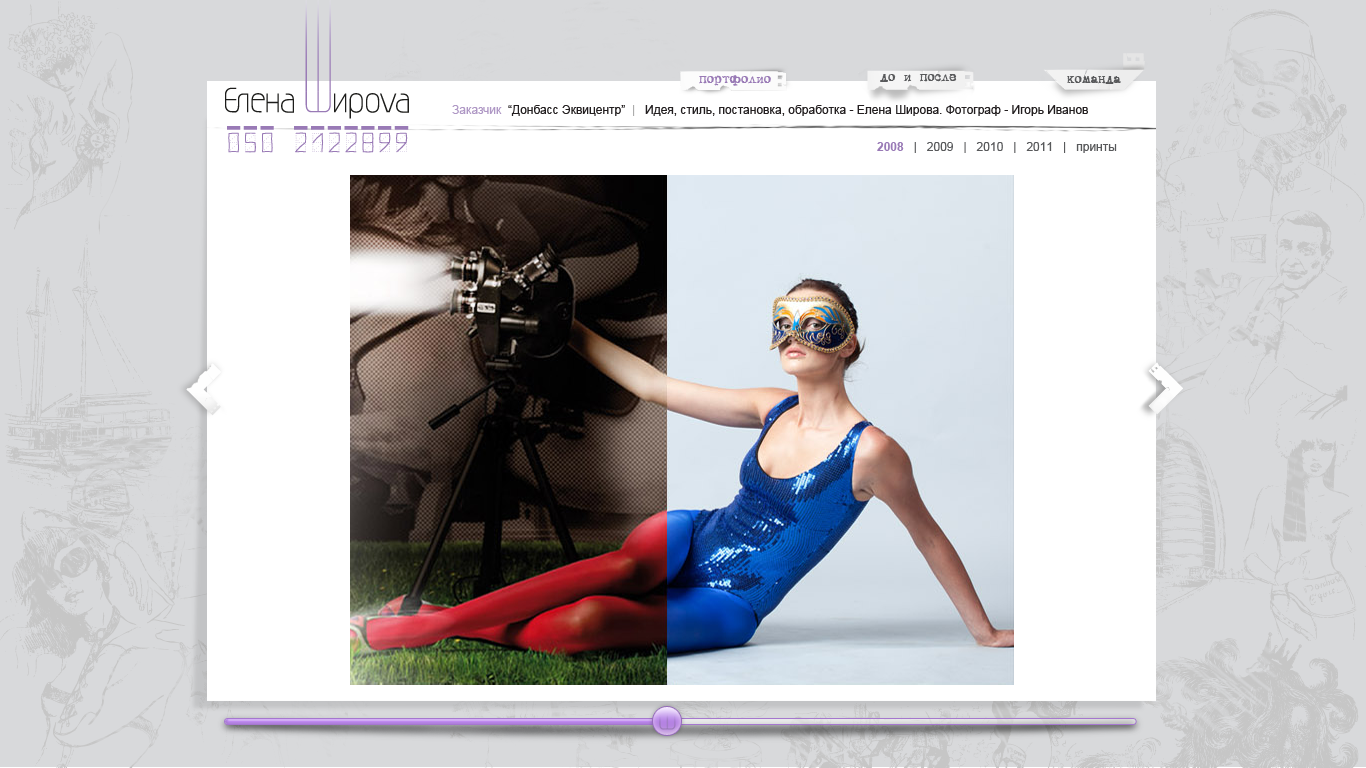 портфолио
до и после
команда
Елена Широva
Заказчик “Донбасс Эквицентр” | Идея, стиль, постановка, обработка - Елена Широва. Фотограф - Игорь Иванов
050 2122899
2008 | 2009 | 2010 | 2011 | принты